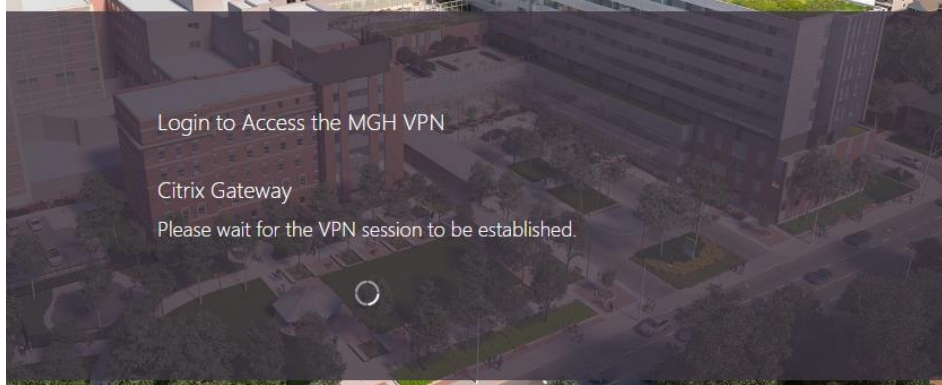 Login to Access the MGH VPN
Citrix Gateway
Please wait for the VPN session to be established.